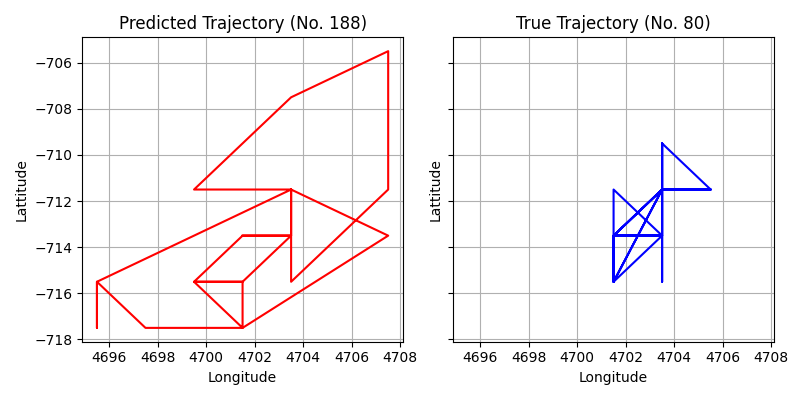 Predicted Trajectory (No. 188)
True Trajectory (No. 80)
Lattitude
−706
−708
−710
−712
−714
−716
−718
4696 4698 4700 4702 4704 4706 4708
Longitude
Lattitude
4696 4698 4700 4702 4704 4706 4708
Longitude